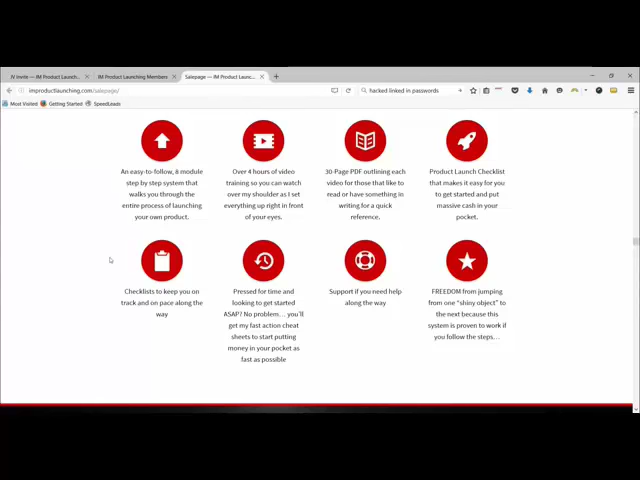 JV Invite — IM Product Launch...
IM Product Launching Members
Salepage — IM Product Launc...
improductlaunching.com/salepage/
hacked linked in passwords
Most Visited
Getting Started
SpeedLeads
An easy-to-follow, 8 module
step by step system that
walks you through the
entire process of launching
your own product.
Over 4 hours of video
training so you can watch
over my shoulder as I set
everything up right in front
of your eyes.
30-Page PDF outlining each
video for those that like to
read or have something in
writing for a quick
reference.
Product Launch Checklist
that makes it easy for you
to get started and put
massive cash in your
pocket.
Checklists to keep you on
track and on pace along the
way
Pressed for time and
looking to get started
ASAP? No problem… you'll
get my fast action cheat
sheets to start putting
money in your pocket as
fast as possible
Support if you need help
along the way
FREEDOM from jumping
from one “shiny object” to
the next because this
system is proven to work if
you follow the steps…